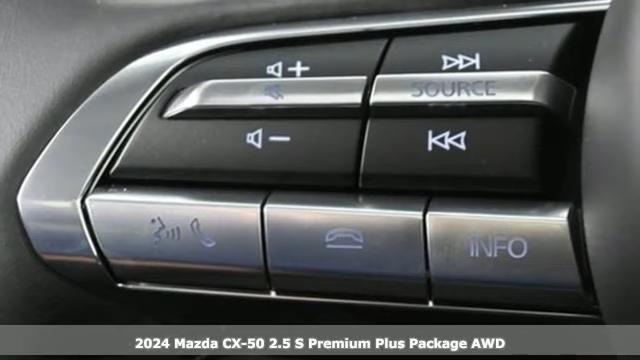 +
SOURCE
-
INFO
2024 Mazda CX-50 2.5 S Premium Plus Package AWD